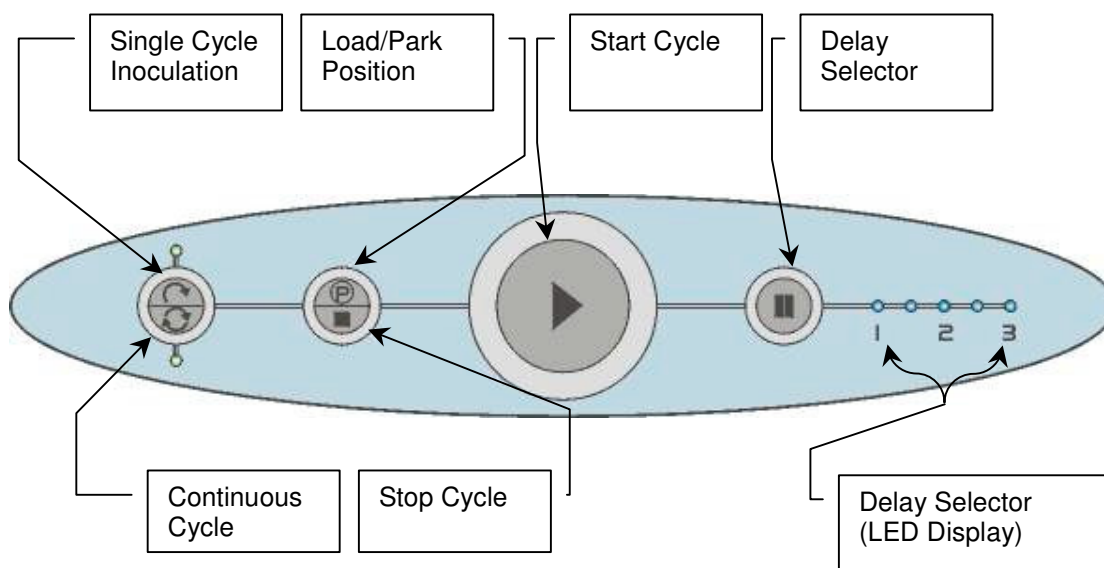 Single Cycle
Inoculation
Load/Park
Position
Start Cycle
Delay
Selector
P
1 2 3
Continuous
Cycle
Stop Cycle
Delay Selector
(LED Display)